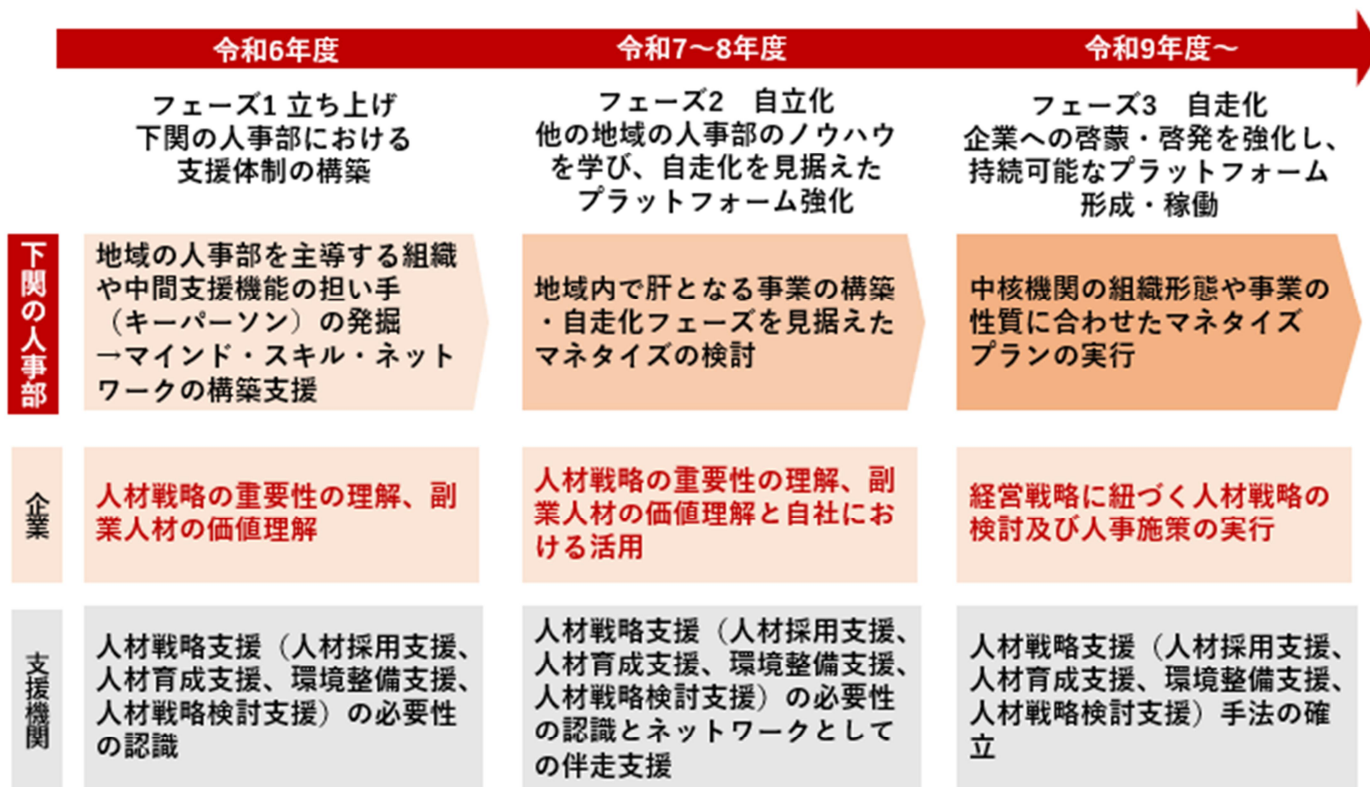 令和6年度
令和7～8年度
令和9年度～
フェーズ1 立ち上げ
下関の人事部における
支援体制の構築
フェーズ2　自立化
他の地域の人事部のノウハウ
を学び、自走化を見据えた
プラットフォーム強化
フェーズ3　自走化
企業への啓蒙・啓発を強化し、
持続可能なプラットフォーム
形成・稼働
下関の人事部
地域の人事部を主導する組織
や中間支援機能の担い手
（キーパーソン）の発掘
→マインド・スキル・ネット
ワークの構築支援
地域内で肝となる事業の構築
・自走化フェーズを見据えた
マネタイズの検討
中核機関の組織形態や事業の
性質に合わせたマネタイズ
プランの実行
企業
人材戦略の重要性の理解、副
業人材の価値理解
人材戦略の重要性の理解、副
業人材の価値理解と自社にお
ける活用
経営戦略に紐づく人材戦略の
検討及び人事施策の実行
支援機関
人材戦略支援（人材採用支援、
人材育成支援、環境整備支援、
人材戦略検討支援）の必要性
の認識
人材戦略支援（人材採用支援、
人材育成支援、環境整備支援、
人材戦略検討支援）の必要性
の認識とネットワークとして
の伴走支援
人材戦略支援（人材採用支援、
人材育成支援、環境整備支援、
人材戦略検討支援）手法の確
立